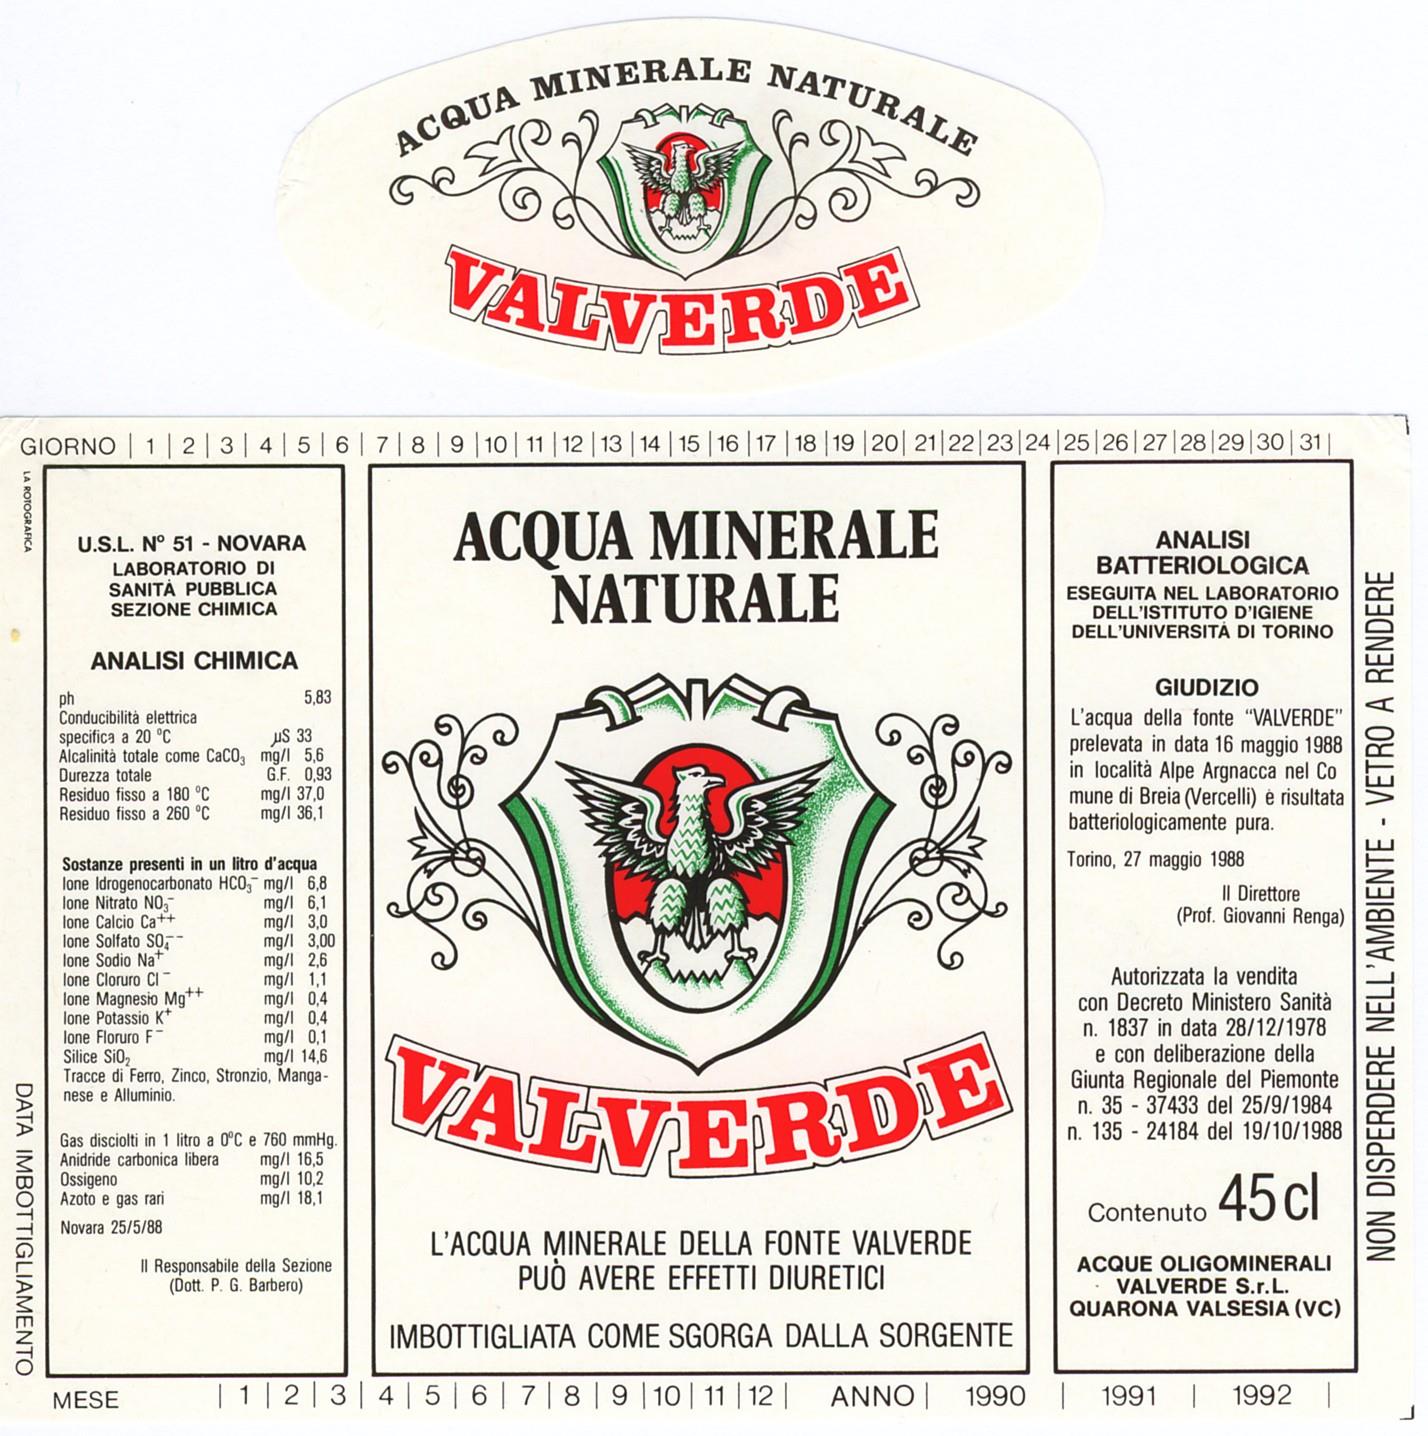 ACQUA MINERALE NATURALE
VALVERDE
GIORNO | 1 | 2 | 3 | 4 | 5 | 6 | 7 | 8 | 9 | 10 | 11 | 12 | 13 | 14 | 15 | 16 | 17 | 18 | 19 | 20 | 21 | 22 | 23 | 24 | 25 | 26 | 27 | 28 | 29 | 30 | 31 |
LA ROTOGRAFICA
DATA IMBOTTIGLIAMENTO
U.S.L. Nº 51 - NOVARA
LABORATORIO DI
SANITÀ PUBBLICA
SEZIONE CHIMICA
ANALISI CHIMICA
ph 5,83
Conducibilità elettrica
specifica a 20 ºC µS 33
Alcalinità totale come CaCO₃ mg/l 5,6
Durezza totale G.F. 0,93
Residuo fisso a 180 ºC mg/l 37,0
Residuo fisso a 260 ºC mg/l 36,1
Sostanze presenti in un litro d'acqua
Ione Idrogenocarbonato HCO₃⁻ mg/l 6,8
Ione Nitrato NO₃⁻ mg/l 6,1
Ione Calcio Ca⁺⁺ mg/l 3,0
Ione Solfato SO₄⁻⁻ mg/l 3,00
Ione Sodio Na⁺ mg/l 2,6
Ione Cloruro Cl⁻ mg/l 1,1
Ione Magnesio Mg⁺⁺ mg/l 0,4
Ione Potassio K⁺ mg/l 0,4
Ione Floruro F⁻ mg/l 0,1
Silice SiO₂ mg/l 14,6
Tracce di Ferro, Zinco, Stronzio, Manga-
nese e Alluminio.
Gas disciolti in 1 litro a 0ºC e 760 mmHg.
Anidride carbonica libera mg/l 16,5
Ossigeno mg/l 10,2
Azoto e gas rari mg/l 18,1
Novara 25/5/88
Il Responsabile della Sezione
(Dott. P. G. Barbero)
ACQUA MINERALE
NATURALE
VALVERDE
L'ACQUA MINERALE DELLA FONTE VALVERDE
PUÒ AVERE EFFETTI DIURETICI
IMBOTTIGLIATA COME SGORGA DALLA SORGENTE
ANALISI
BATTERIOLOGICA
ESEGUITA NEL LABORATORIO
DELL'ISTITUTO D'IGIENE
DELL'UNIVERSITÀ DI TORINO
GIUDIZIO
L'acqua della fonte "VALVERDE"
prelevata in data 16 maggio 1988
in località Alpe Argnacca nel Co
mune di Breia (Vercelli) è risultata
batteriologicamente pura.
Torino, 27 maggio 1988
Il Direttore
(Prof. Giovanni Renga)
Autorizzata la vendita
con Decreto Ministero Sanità
n. 1837 in data 28/12/1978
e con deliberazione della
Giunta Regionale del Piemonte
n. 35 - 37433 del 25/9/1984
n. 135 - 24184 del 19/10/1988
Contenuto 45 cl
ACQUE OLIGOMINERALI
VALVERDE S.r.L.
QUARONA VALSESIA (VC)
NON DISPERDERE NELL'AMBIENTE - VETRO A RENDERE
MESE | 1 | 2 | 3 | 4 | 5 | 6 | 7 | 8 | 9 | 10 | 11 | 12 | ANNO | 1990 | 1991 | 1992 |